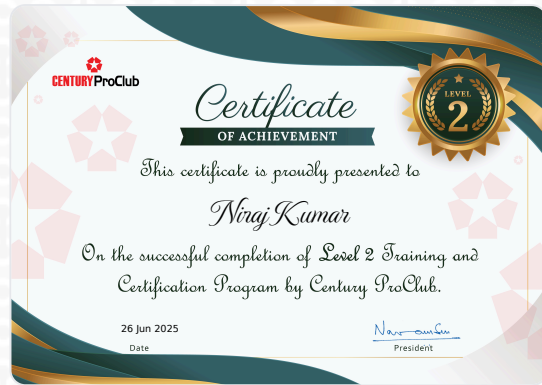 CENTURY ProClub
Certificate
OF ACHIEVEMENT
LEVEL
2
This certificate is proudly presented to
Niraj Kumar
On the successful completion of Level 2 Training and
Certification Program by Century ProClub.
26 Jun 2025
Date
President